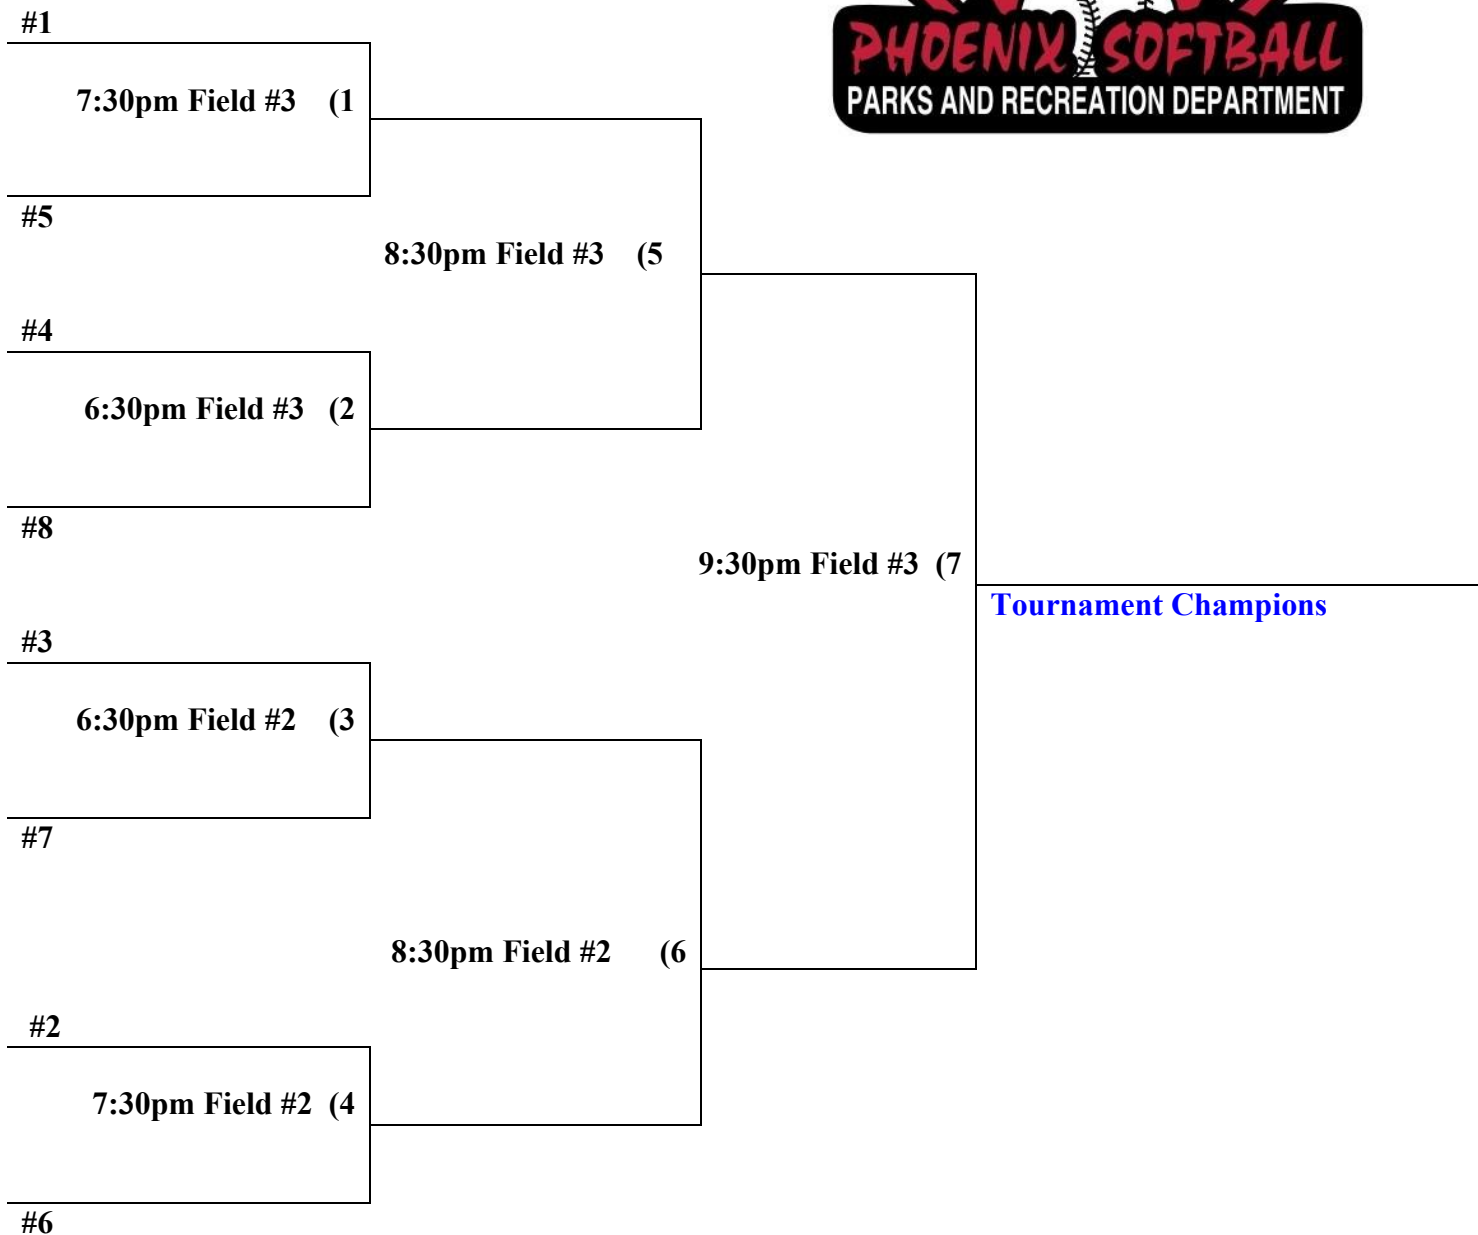 #1
PHOENIX SOFTBALL
PARKS AND RECREATION DEPARTMENT
7:30pm Field #3 (1
#5
8:30pm Field #3 (5
#4
6:30pm Field #3 (2
#8
9:30pm Field #3 (7
Tournament Champions
#3
6:30pm Field #2 (3
#7
8:30pm Field #2 (6
#2
7:30pm Field #2 (4
#6